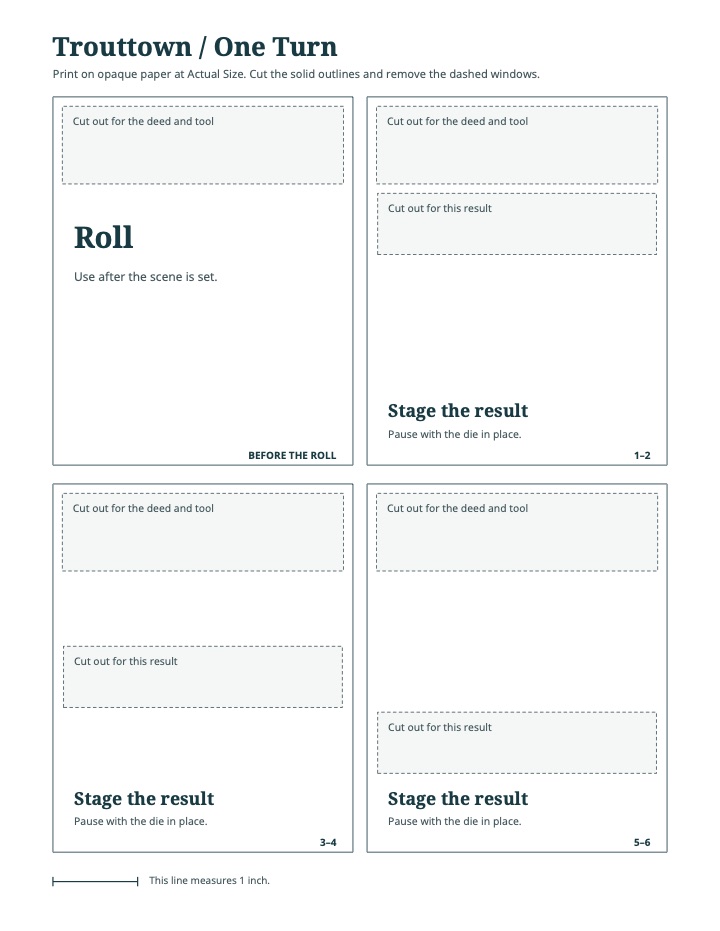 Trouttown / One Turn
Print on opaque paper at Actual Size. Cut the solid outlines and remove the dashed windows.
Cut out for the deed and tool
Roll
Use after the scene is set.
BEFORE THE ROLL
Cut out for the deed and tool
Cut out for this result
Stage the result
Pause with the die in place.
1–2
Cut out for the deed and tool
Cut out for this result
Stage the result
Pause with the die in place.
3–4
Cut out for the deed and tool
Cut out for this result
Stage the result
Pause with the die in place.
5–6
This line measures 1 inch.